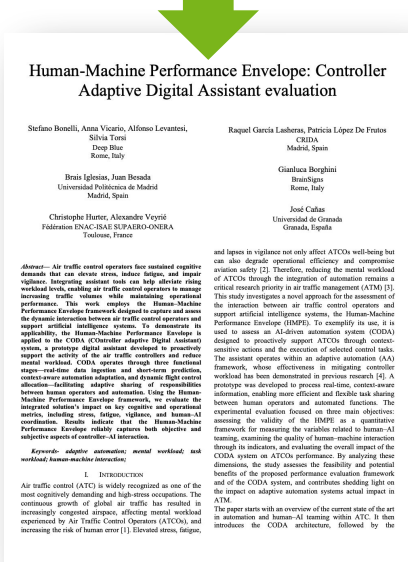 Human-Machine Performance Envelope: Controller
Adaptive Digital Assistant evaluation
Stefano Bonelli, Anna Vicario, Alfonso Levantesi,
Silvia Torsi
Deep Blue
Rome, Italy
Brais Iglesias, Juan Besada
Universidad Politécnica de Madrid
Madrid, Spain
Christophe Hurter, Alexandre Veyrié
Fédération ENAC-ISAE SUPAERO-ONERA
Toulouse, France
Raquel García Lasheras, Patricia López De Frutos
CRIDA
Madrid, Spain
Gianluca Borghini
BrainSigns
Rome, Italy
José Cañas
Universidad de Granada
Granada, España
Abstract— Air traffic control operators face sustained cognitive
demands that can elevate stress, induce fatigue, and impair
vigilance. Integrating assistant tools can help alleviate rising
workload levels, enabling air traffic control operators to manage
increasing traffic volumes while maintaining operational
performance. This work employs the Human–Machine
Performance Envelope framework designed to capture and assess
the dynamic interaction between air traffic control operators and
support artificial intelligence systems. To demonstrate its
applicability, the Human-Machine Performance Envelope is
applied to the CODA (COntroller adaptive Digital Assistant)
system, a prototype digital assistant developed to proactively
support the activity of the air traffic controllers and reduce
mental workload. CODA operates through three functional
stages—real-time data ingestion and short-term prediction,
context-aware automation adaptation, and dynamic flight control
allocation—facilitating adaptive sharing of responsibilities
between human operators and automation. Using the Human-
Machine Performance Envelope framework, we evaluate the
integrated solution's impact on key cognitive and operational
metrics, including stress, fatigue, vigilance, and human–AI
coordination. Results indicate that the Human-Machine
Performance Envelope reliably captures both objective and
subjective aspects of controller–AI interaction.
Keywords- adaptive automation; mental workload; task
workload; human-machine interaction;
I. INTRODUCTION
Air traffic control (ATC) is widely recognized as one of the
most cognitively demanding and high-stress occupations. The
continuous growth of global air traffic has resulted in
increasingly congested airspace, affecting mental workload
experienced by Air Traffic Control Operators (ATCOs), and
increasing the risk of human error [1]. Elevated stress, fatigue,
and lapses in vigilance not only affect ATCOs well-being but
can also degrade operational efficiency and compromise
aviation safety [2]. Therefore, reducing the mental workload
of ATCOs through the integration of automation remains a
critical research priority in air traffic management (ATM) [3].
This study investigates a novel approach for the assessment of
the interaction between air traffic control operators and
support artificial intelligence systems, the Human-Machine
Performance Envelope (HMPE). To exemplify its use, it is
used to assess an AI-driven automation system (CODA)
designed to proactively support ATCOs through context-
sensitive actions and the execution of selected control tasks.
The assistant operates within an adaptive automation (AA)
framework, whose effectiveness in mitigating controller
workload has been demonstrated in previous research [4]. A
prototype was developed to process real-time, context-aware
information, enabling more efficient and flexible task sharing
between human operators and automated functions. The
experimental evaluation focused on three main objectives:
assessing the validity of the HMPE as a quantitative
framework for measuring the variables related to human–AI
teaming, examining the quality of human–machine interaction
through its indicators, and evaluating the overall impact of the
CODA system on ATCOs performance. By analyzing these
dimensions, the study assesses the feasibility and potential
benefits of the proposed performance evaluation framework
and of the CODA system, and contributes shedding light on
the impact on adaptive automation systems actual impact in
ATM.
The paper starts with an overview of the current state of the art
in automation and human–AI teaming within ATC. It then
introduces the CODA architecture, followed by the